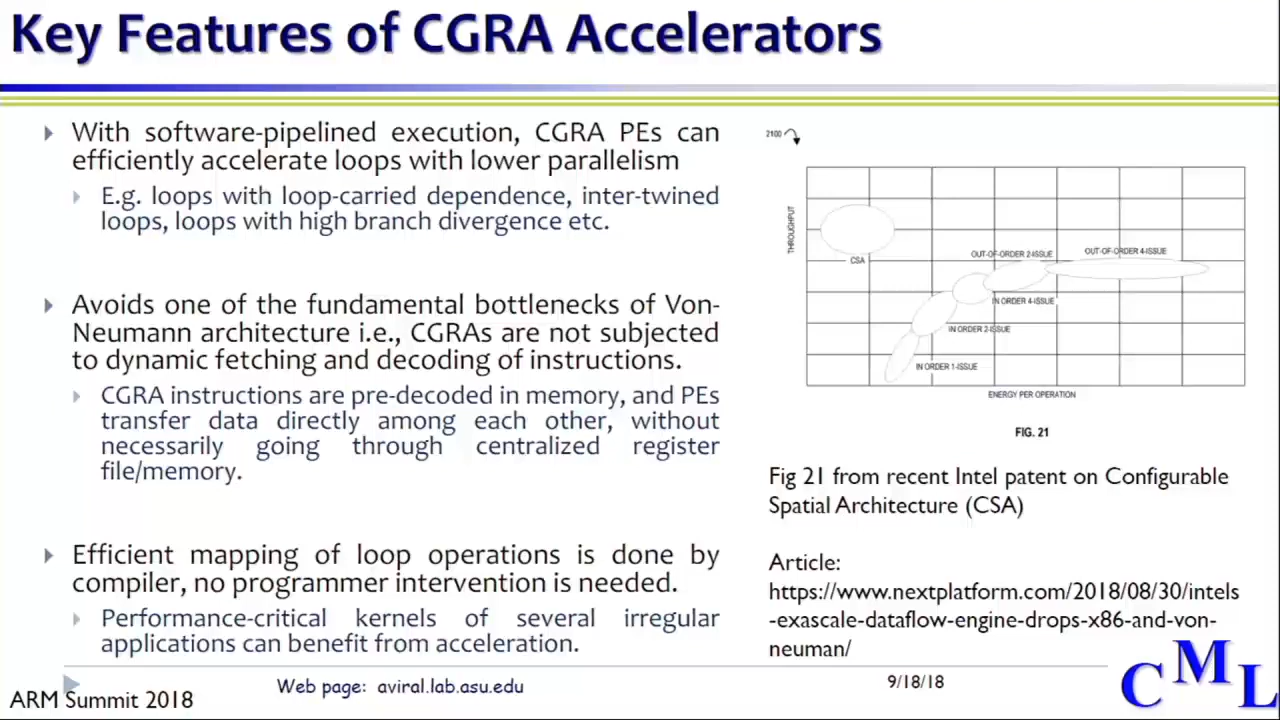 Key Features of CGRA Accelerators
With software-pipelined execution, CGRA PEs can
efficiently accelerate loops with lower parallelism
E.g. loops with loop-carried dependence, inter-twined
loops, loops with high branch divergence etc.
Avoids one of the fundamental bottlenecks of Von-
Neumann architecture i.e., CGRAs are not subjected
to dynamic fetching and decoding of instructions.
CGRA instructions are pre-decoded in memory, and PEs
transfer data directly among each other, without
necessarily going through centralized register
file/memory.
Efficient mapping of loop operations is done by
compiler, no programmer intervention is needed.
Performance-critical kernels of several irregular
applications can benefit from acceleration.
2100
THROUGHPUT
CSA
OUT-OF-ORDER 2-ISSUE
OUT-OF-ORDER 4-ISSUE
IN ORDER 4-ISSUE
IN ORDER 2-ISSUE
IN ORDER 1-ISSUE
ENERGY PER OPERATION
FIG. 21
Fig 21 from recent Intel patent on Configurable
Spatial Architecture (CSA)
Article:
https://www.nextplatform.com/2018/08/30/intels
-exascale-dataflow-engine-drops-x86-and-von-
neuman/
ARM Summit 2018
Web page: aviral.lab.asu.edu
9/18/18
CML